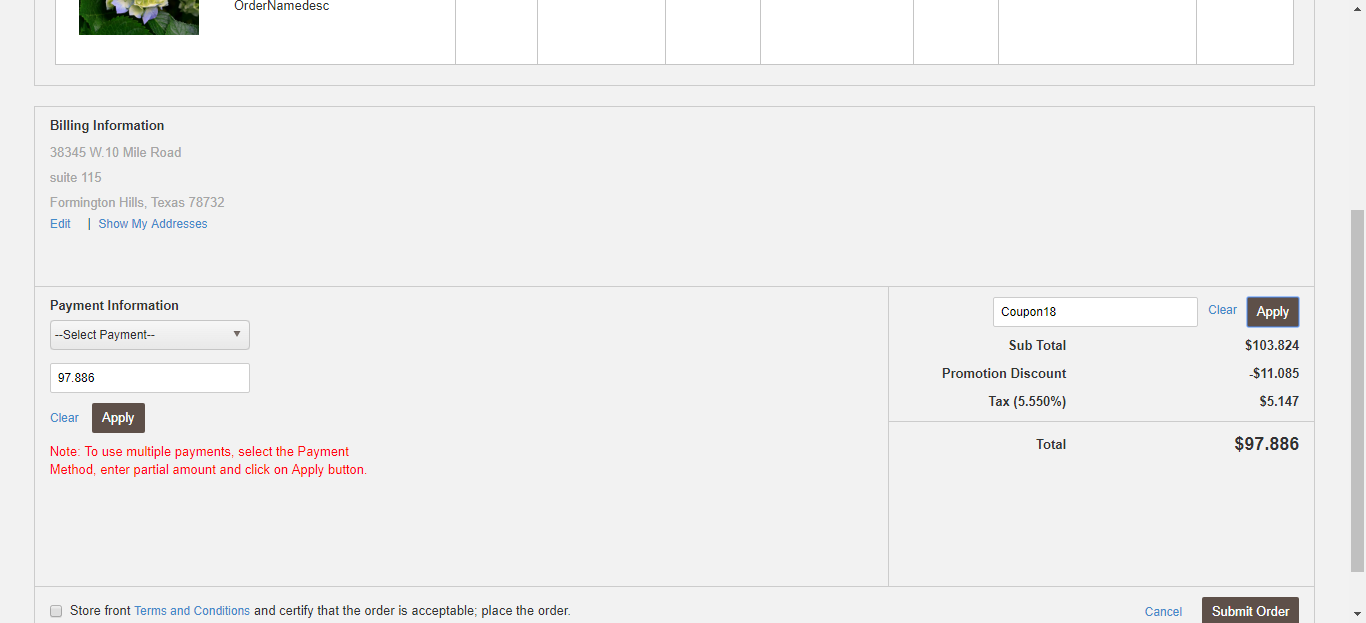 OrderNamedesc
Billing Information
38345 W.10 Mile Road
suite 115
Formington Hills, Texas 78732
Edit | Show My Addresses
Payment Information
--Select Payment--
97.886
Clear Apply
Note: To use multiple payments, select the Payment
Method, enter partial amount and click on Apply button.
Coupon18 Clear Apply
Sub Total $103.824
Promotion Discount -$11.085
Tax (5.550%) $5.147
Total $97.886
Store front Terms and Conditions and certify that the order is acceptable; place the order.
Cancel Submit Order